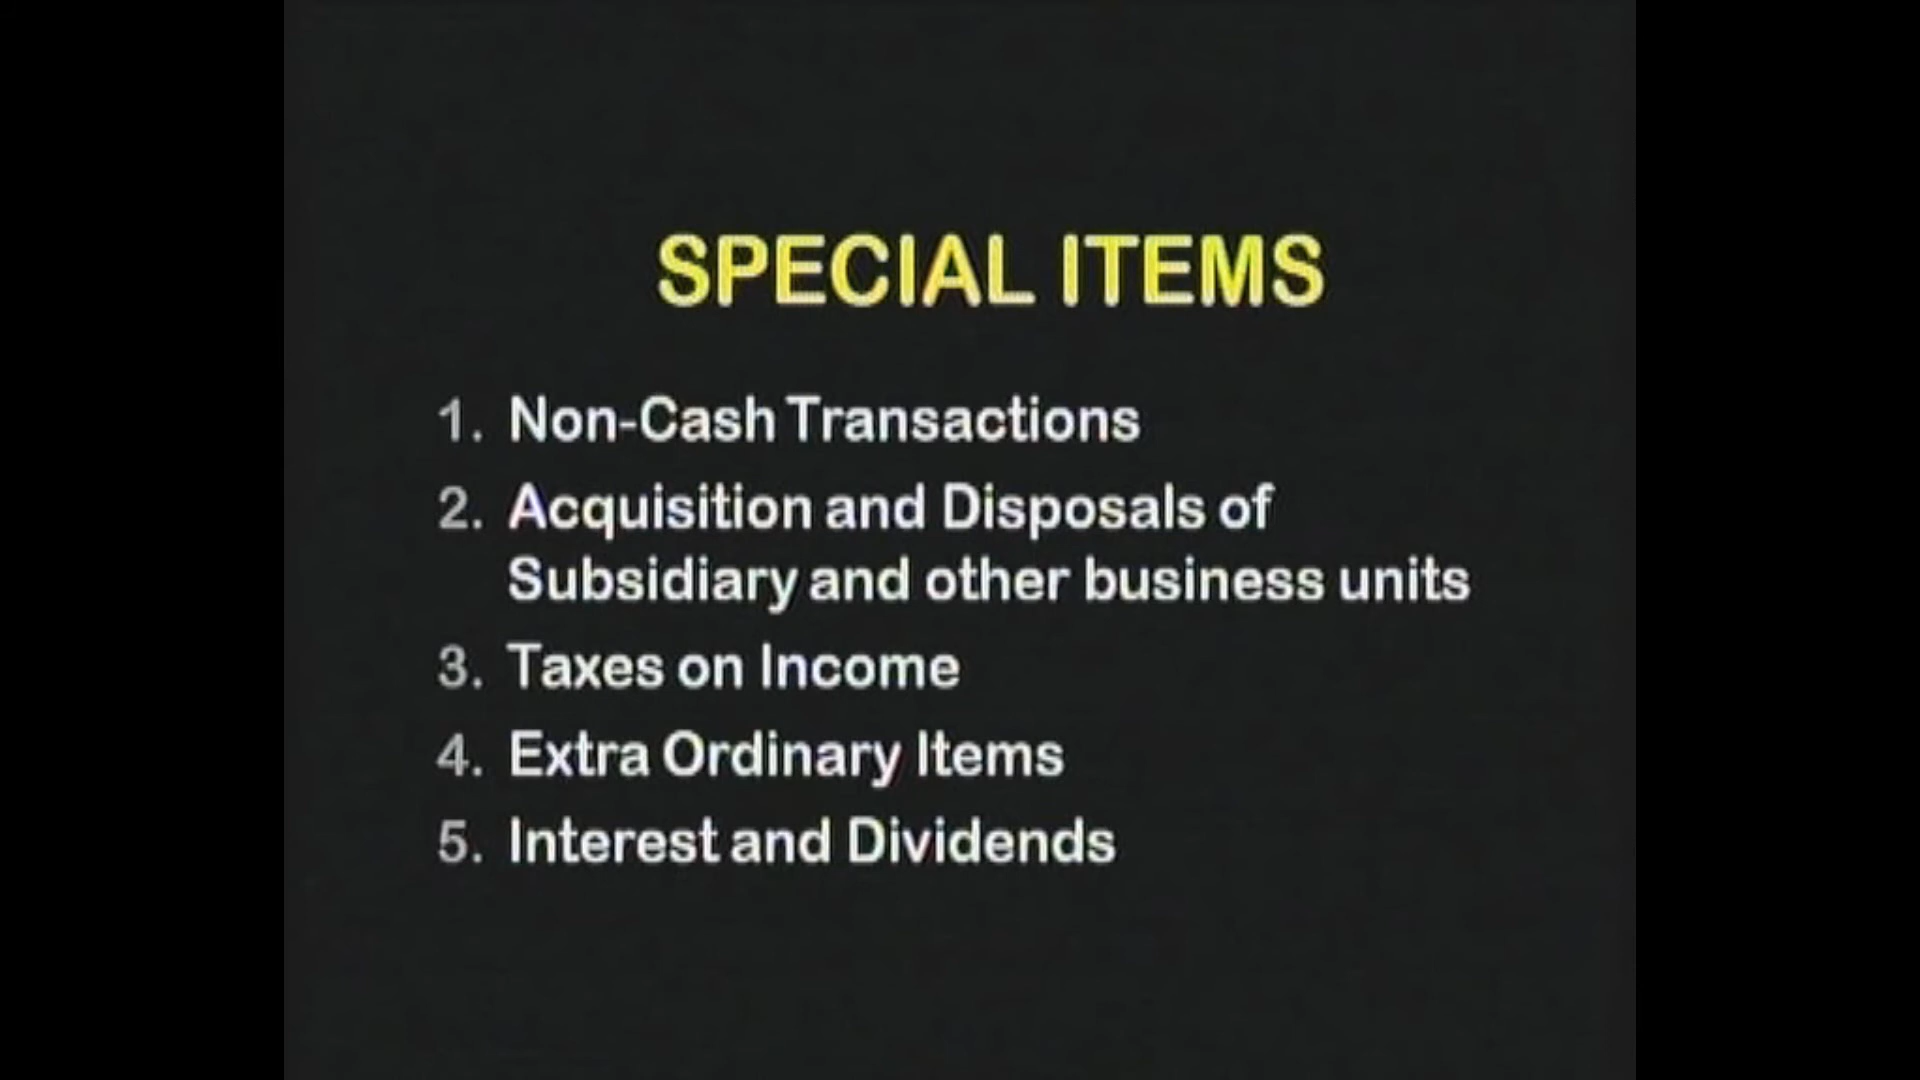 SPECIAL ITEMS
1. Non-Cash Transactions
2. Acquisition and Disposals of
Subsidiary and other business units
3. Taxes on Income
4. Extra Ordinary Items
5. Interest and Dividends